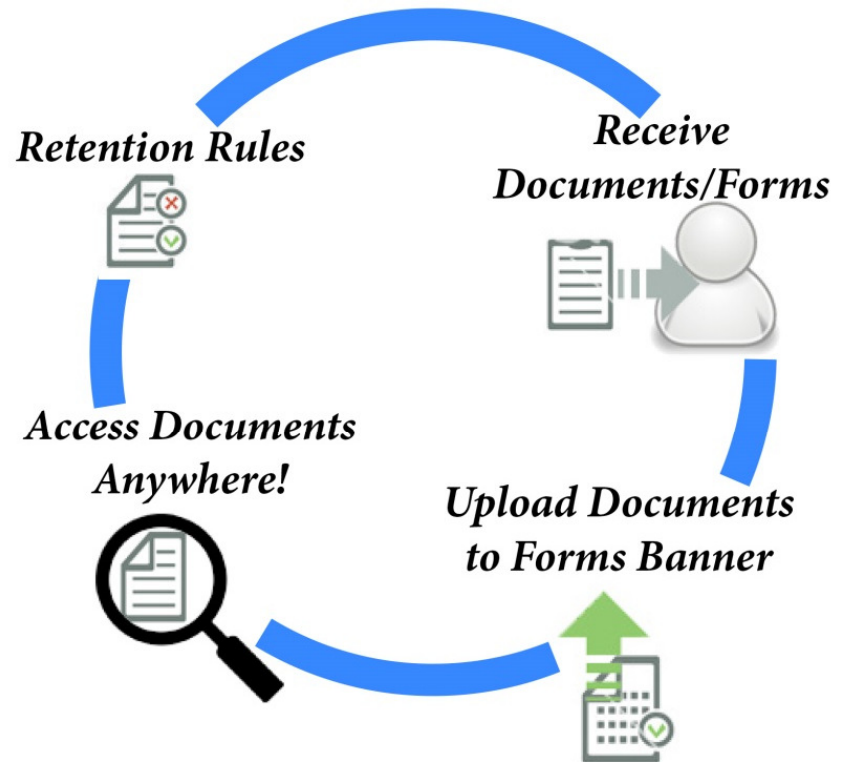 Retention Rules
Receive
Documents/Forms
Access Documents
Anywhere!
Upload Documents
to Forms Banner